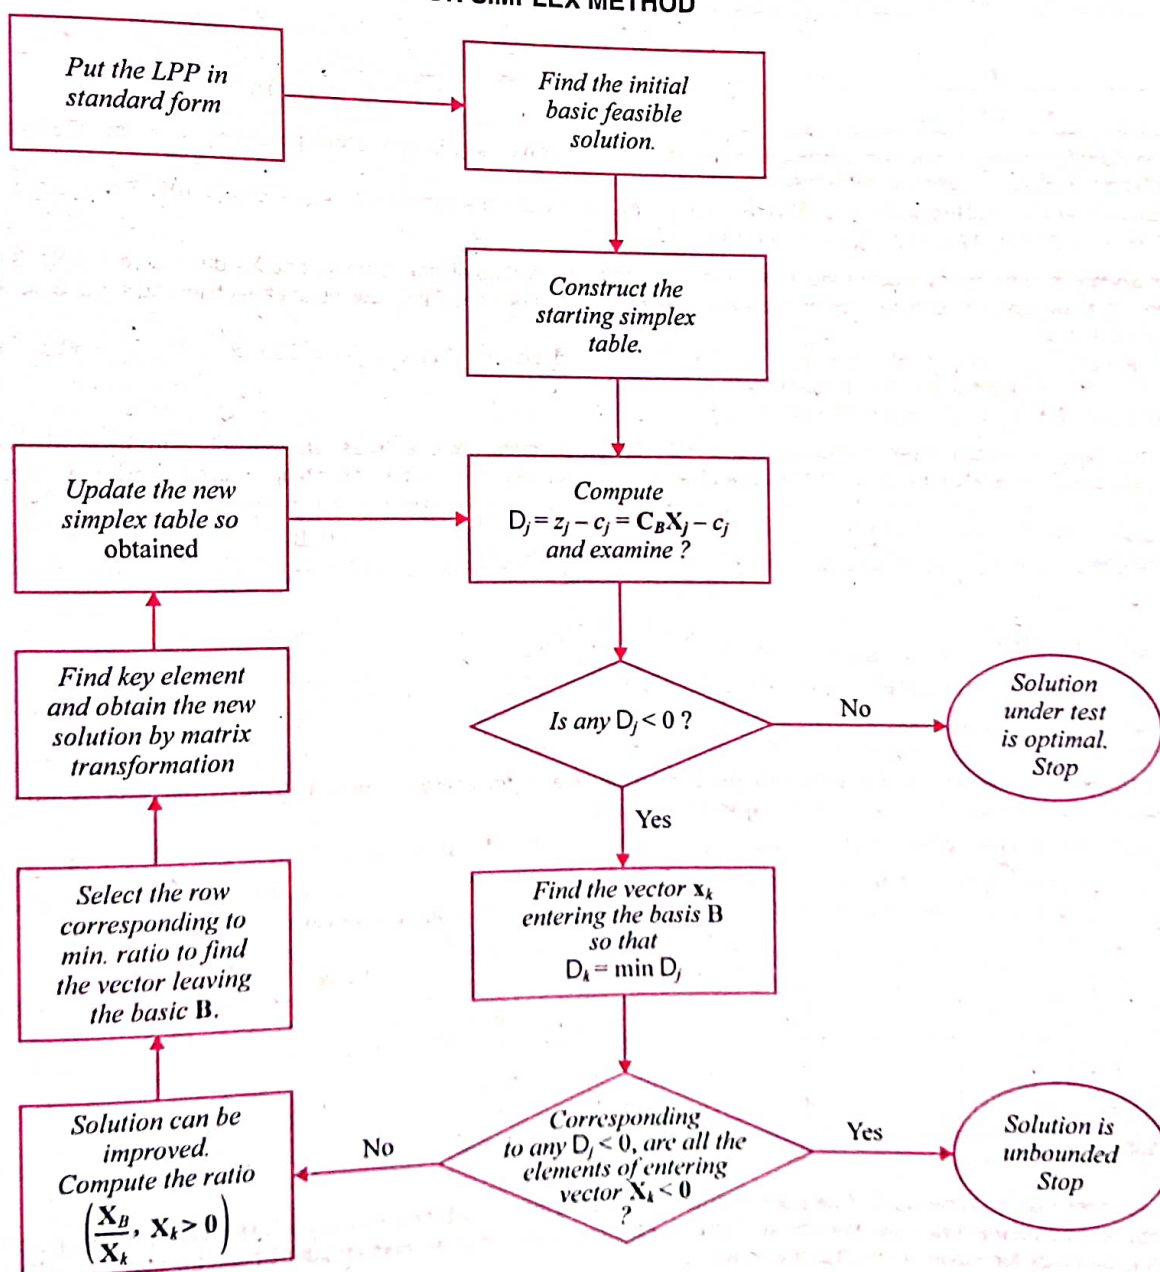 SIMPLEX METHOD
Put the LPP in
standard form
Find the initial
basic feasible
solution.
Construct the
starting simplex
table.
Update the new
simplex table so
obtained
Compute
Dⱼ = zⱼ – cⱼ = C_B Xⱼ – cⱼ
and examine ?
Find key element
and obtain the new
solution by matrix
transformation
Is any Dⱼ < 0 ?
No
Solution
under test
is optimal.
Stop
Yes
Select the row
corresponding to
min. ratio to find
the vector leaving
the basic B.
Find the vector xₖ
entering the basis B
so that
Dₖ = min Dⱼ
Solution can be
improved.
Compute the ratio
(X_B / Xₖ, Xₖ > 0)
No
Corresponding
to any Dⱼ < 0, are all the
elements of entering
vector Xₖ < 0
?
Yes
Solution is
unbounded
Stop